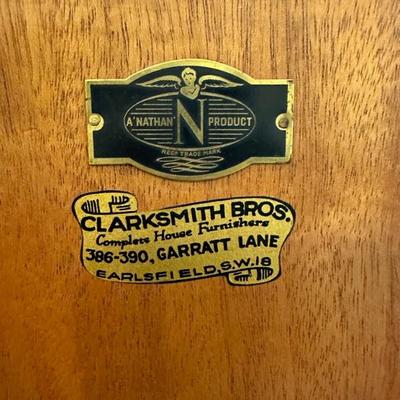 A 'NATHAN' N PRODUCT
REGD TRADE MARK
CLARKSMITH BROS.
Complete House Furnishers
386-390, GARRATT LANE
EARLSFIELD, S.W.18